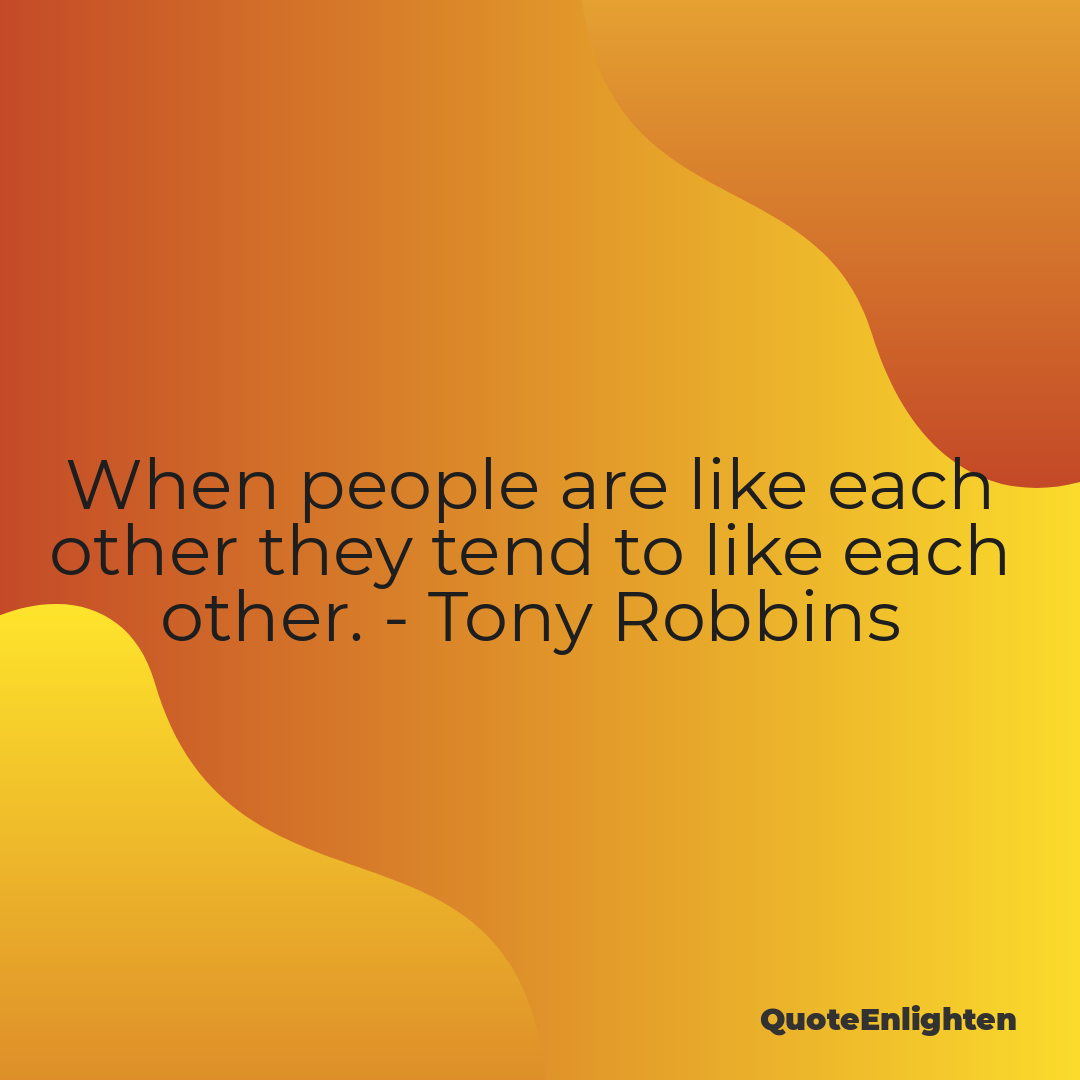 When people are like each
other they tend to like each
other. - Tony Robbins
QuoteEnlighten